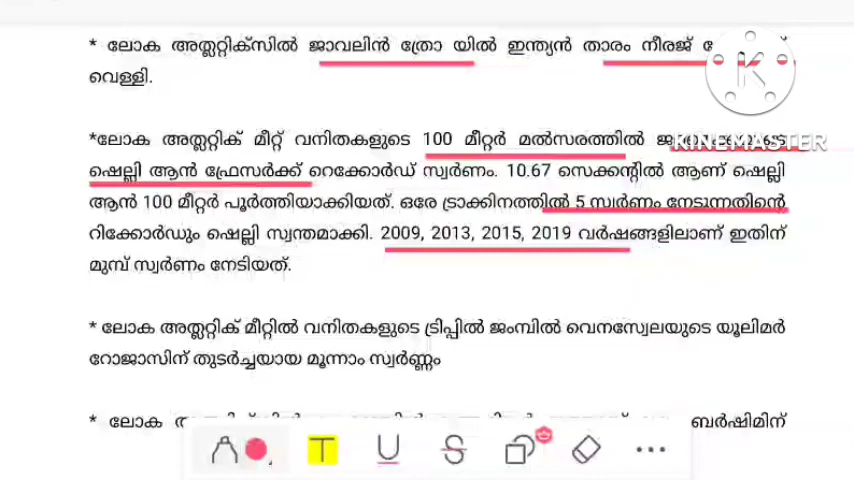 * ലോക അത്ലറ്റിക്സിൽ ജാവലിൻ ത്രോ യിൽ ഇന്ത്യൻ താരം നീരജ്
വെള്ളി.
*ലോക അത്ലറ്റിക് മീറ്റ് വനിതകളുടെ 100 മീറ്റർ മൽസരത്തിൽ
KINEMASTER
ഷെല്ലി ആൻ ഫ്രേസർക്ക് റെക്കോർഡ് സ്വർണം. 10.67 സെക്കന്റിൽ ആണ് ഷെല്ലി
ആൻ 100 മീറ്റർ പൂർത്തിയാക്കിയത്. ഒരേ ട്രാക്കിനത്തിൽ 5 സ്വർണം നേടുന്നതിന്റെ
റിക്കോർഡും ഷെല്ലി സ്വന്തമാക്കി. 2009, 2013, 2015, 2019 വർഷങ്ങളിലാണ് ഇതിന്
മുമ്പ് സ്വർണം നേടിയത്.
* ലോക അത്ലറ്റിക് മീറ്റിൽ വനിതകളുടെ ട്രിപ്പിൽ ജംമ്പിൽ വെനസ്വേലയുടെ യൂലിമർ
റോജാസിന് തുടർച്ചയായ മൂന്നാം സ്വർണ്ണം
* ലോക ബർഷിമിന്